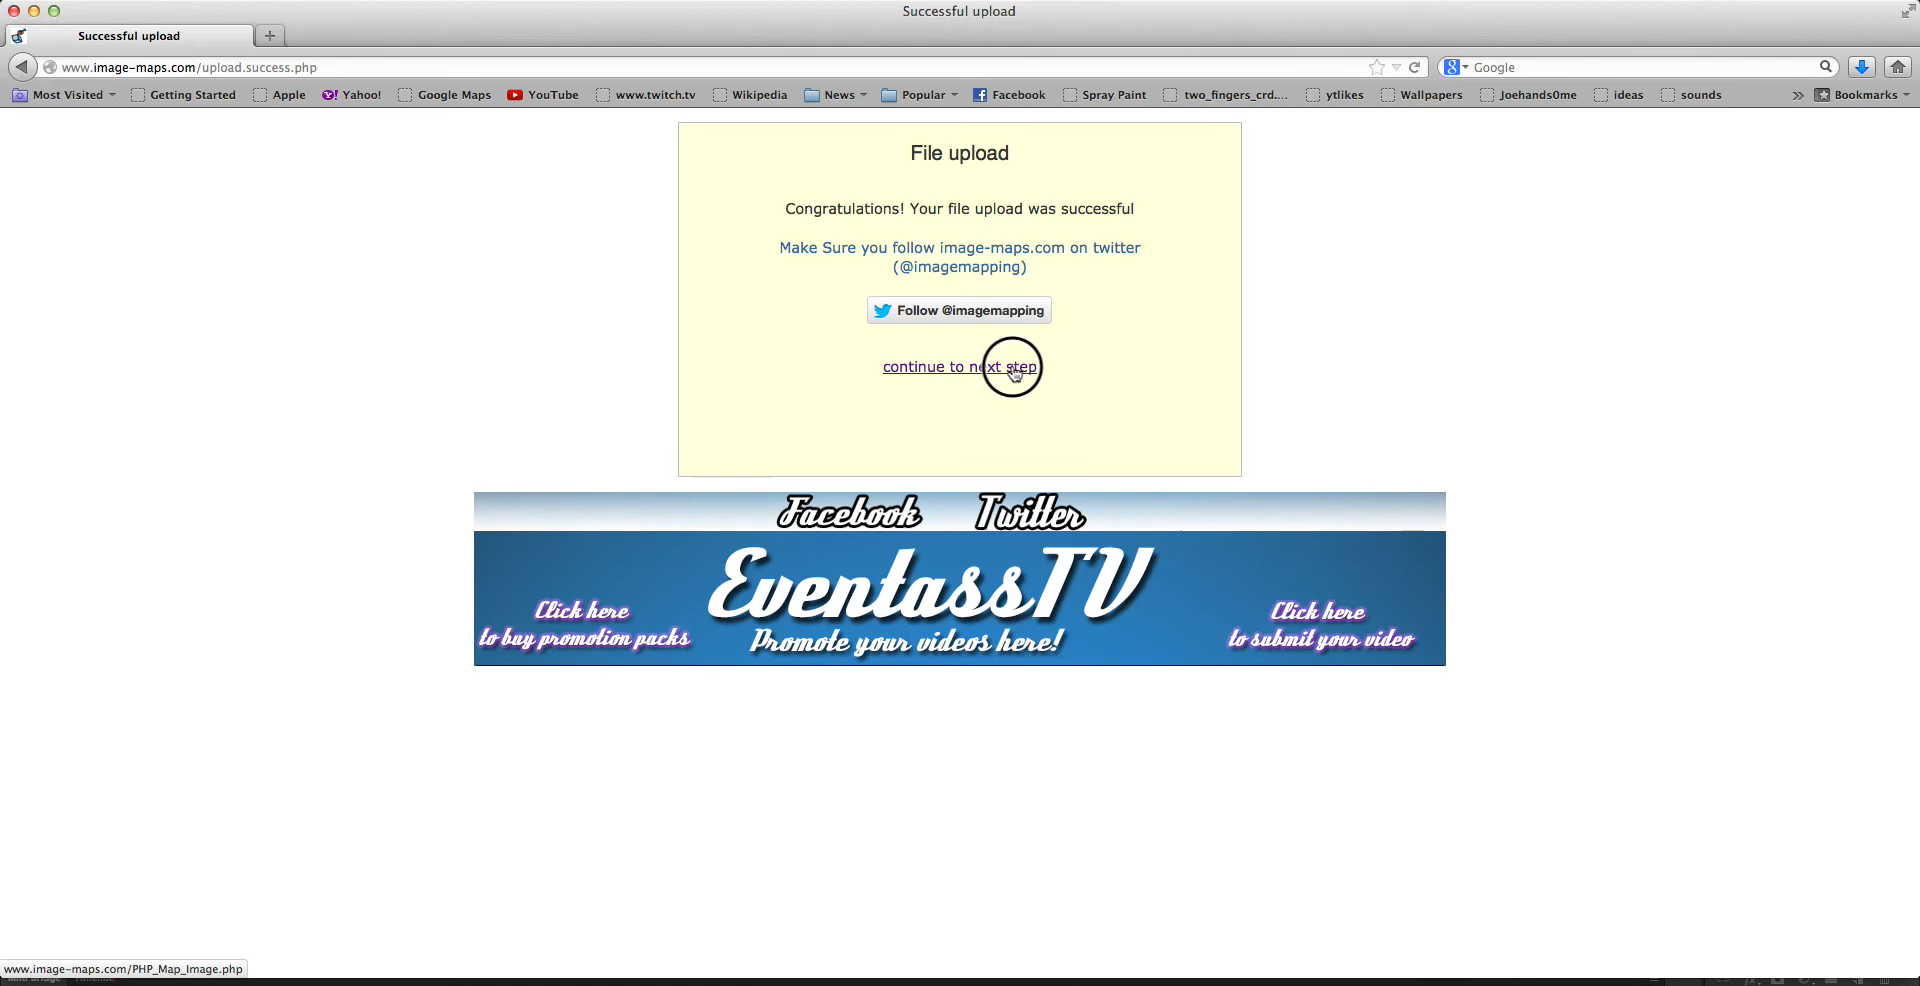 Successful upload
Successful upload
www.image-maps.com/upload.success.php
Google
Most Visited Getting Started Apple Yahoo! Google Maps YouTube www.twitch.tv Wikipedia News Popular Facebook Spray Paint two_fingers_crd.... ytlikes Wallpapers Joehands0me ideas sounds Bookmarks
File upload
Congratulations! Your file upload was successful
Make Sure you follow image-maps.com on twitter
(@imagemapping)
Follow @imagemapping
continue to next step
Facebook Twitter
EventassTV
Click here
to buy promotion packs
Promote your videos here!
Click here
to submit your video
www.image-maps.com/PHP_Map_Image.php